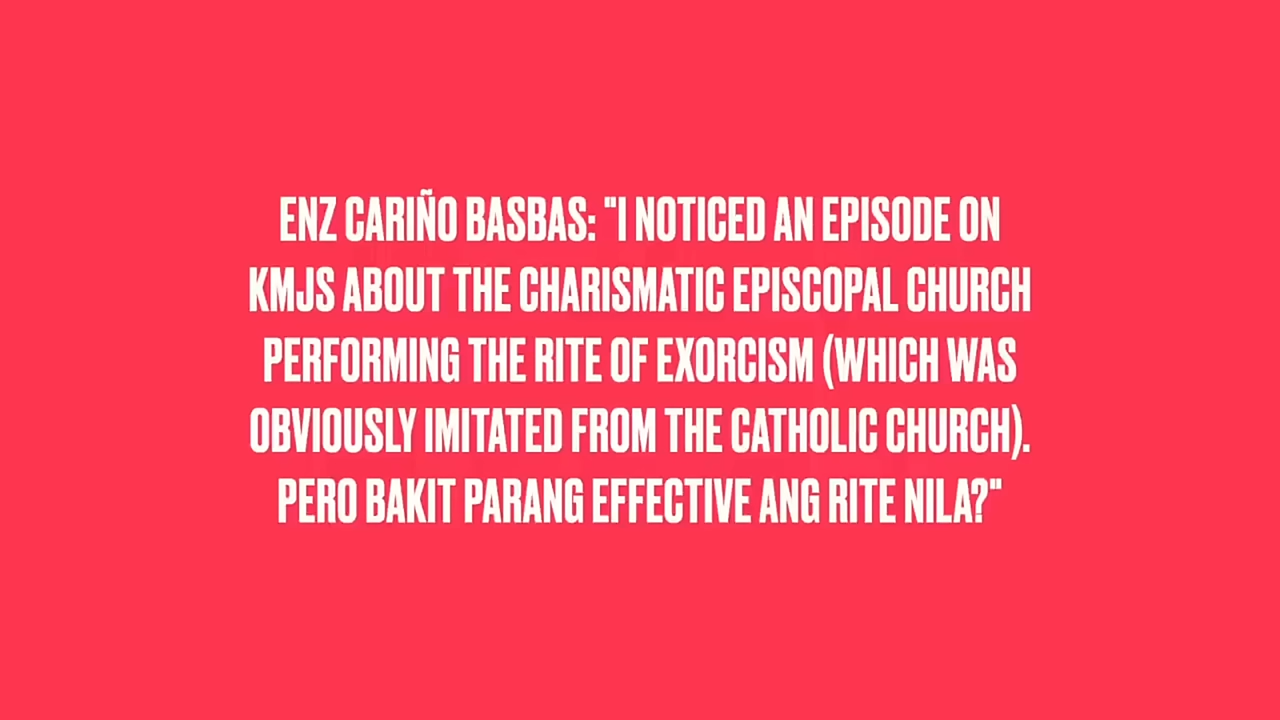 ENZ CARIÑO BASBAS: "I NOTICED AN EPISODE ON
KMJS ABOUT THE CHARISMATIC EPISCOPAL CHURCH
PERFORMING THE RITE OF EXORCISM (WHICH WAS
OBVIOUSLY IMITATED FROM THE CATHOLIC CHURCH).
PERO BAKIT PARANG EFFECTIVE ANG RITE NILA?"